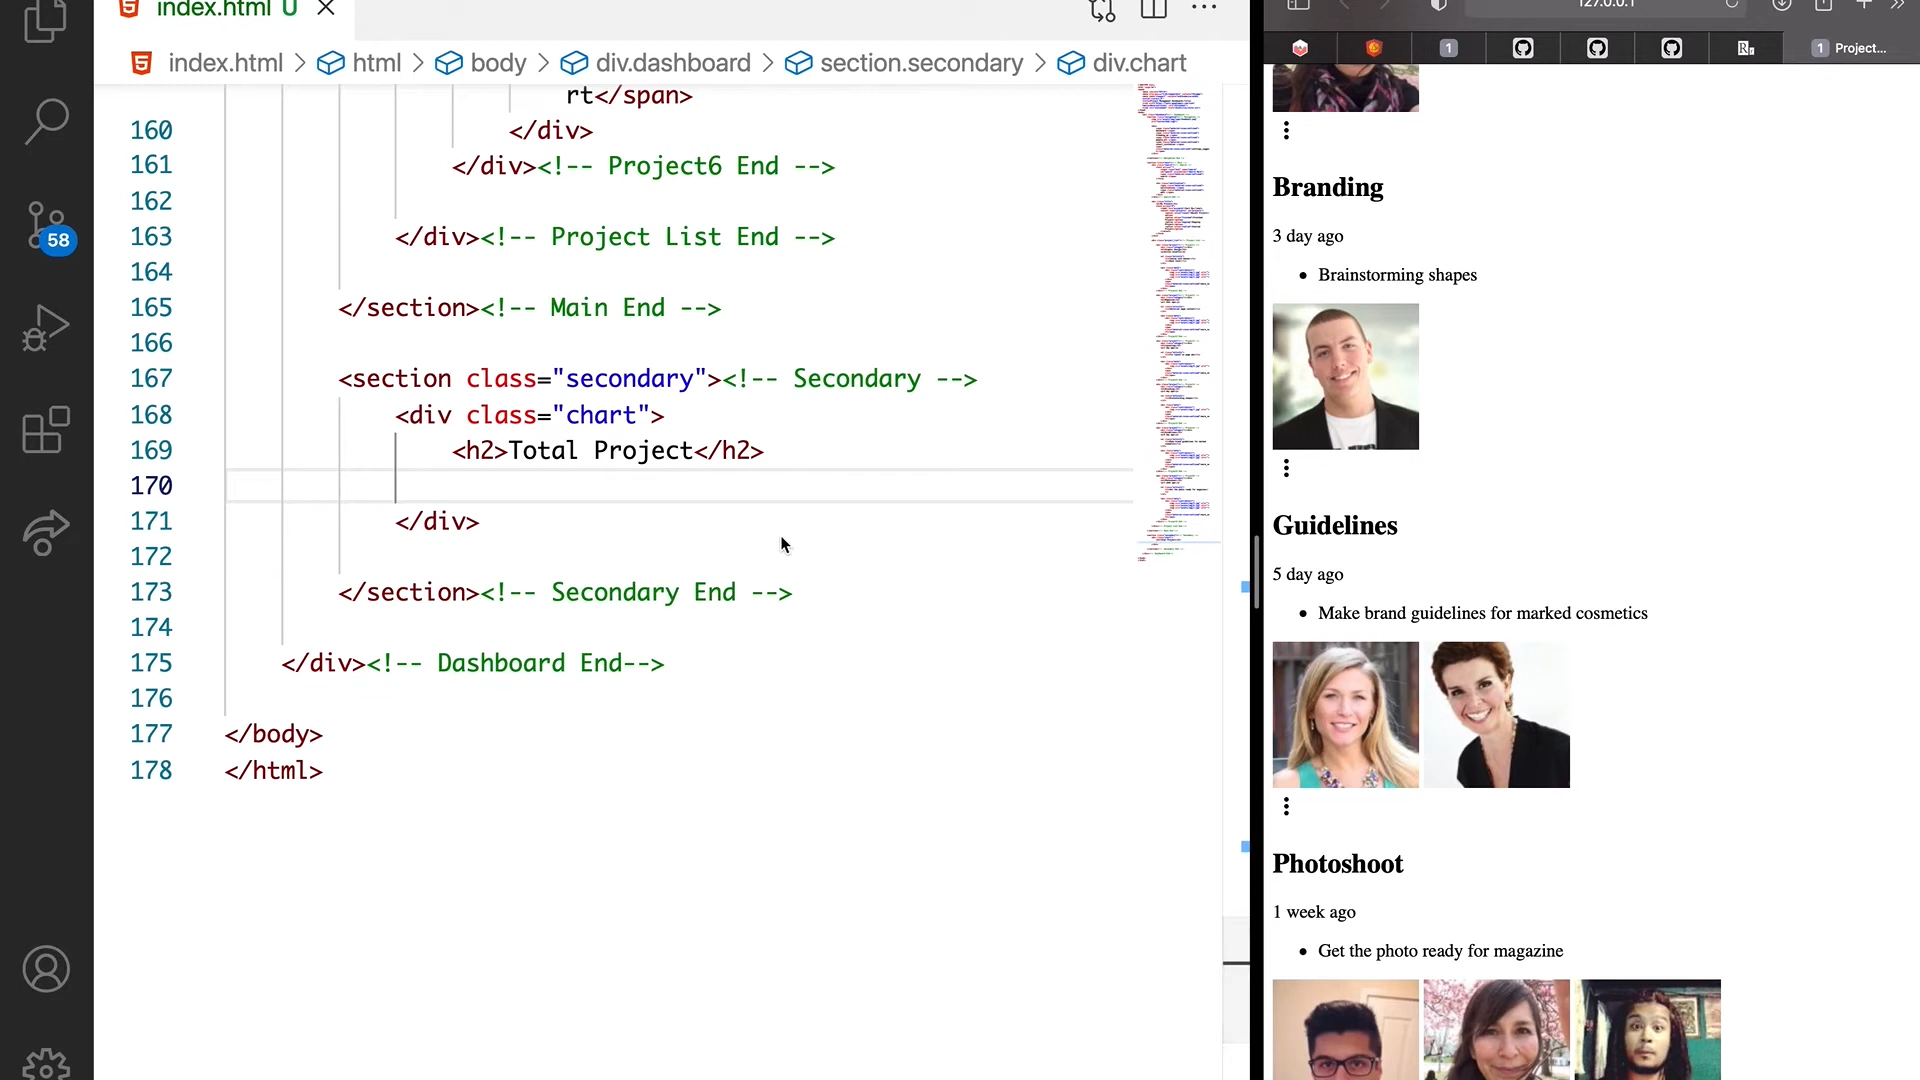 index.html U
127.0.0.1
index.html > html > body > div.dashboard > section.secondary > div.chart
1
1 Project...
rt</span>
160 </div>
161 </div><!-- Project6 End -->
162
163 </div><!-- Project List End -->
164
165 </section><!-- Main End -->
166
167 <section class="secondary"><!-- Secondary -->
168 <div class="chart">
169 <h2>Total Project</h2>
170
171 </div>
172
173 </section><!-- Secondary End -->
174
175 </div><!-- Dashboard End-->
176
177 </body>
178 </html>
58
Branding
3 day ago
• Brainstorming shapes
Guidelines
5 day ago
• Make brand guidelines for marked cosmetics
Photoshoot
1 week ago
• Get the photo ready for magazine